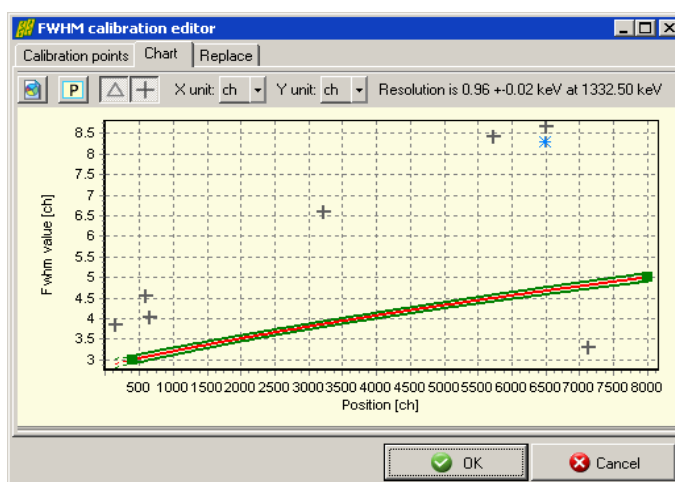 FWHM calibration editor
Calibration points Chart Replace
P X unit: ch Y unit: ch Resolution is 0.96 +-0.02 keV at 1332.50 keV
8.5
8
7.5
7
6.5
6
5.5
5
4.5
4
3.5
3
Fwhm value [ch]
500 1000 1500 2000 2500 3000 3500 4000 4500 5000 5500 6000 6500 7000 7500 8000
Position [ch]
OK Cancel